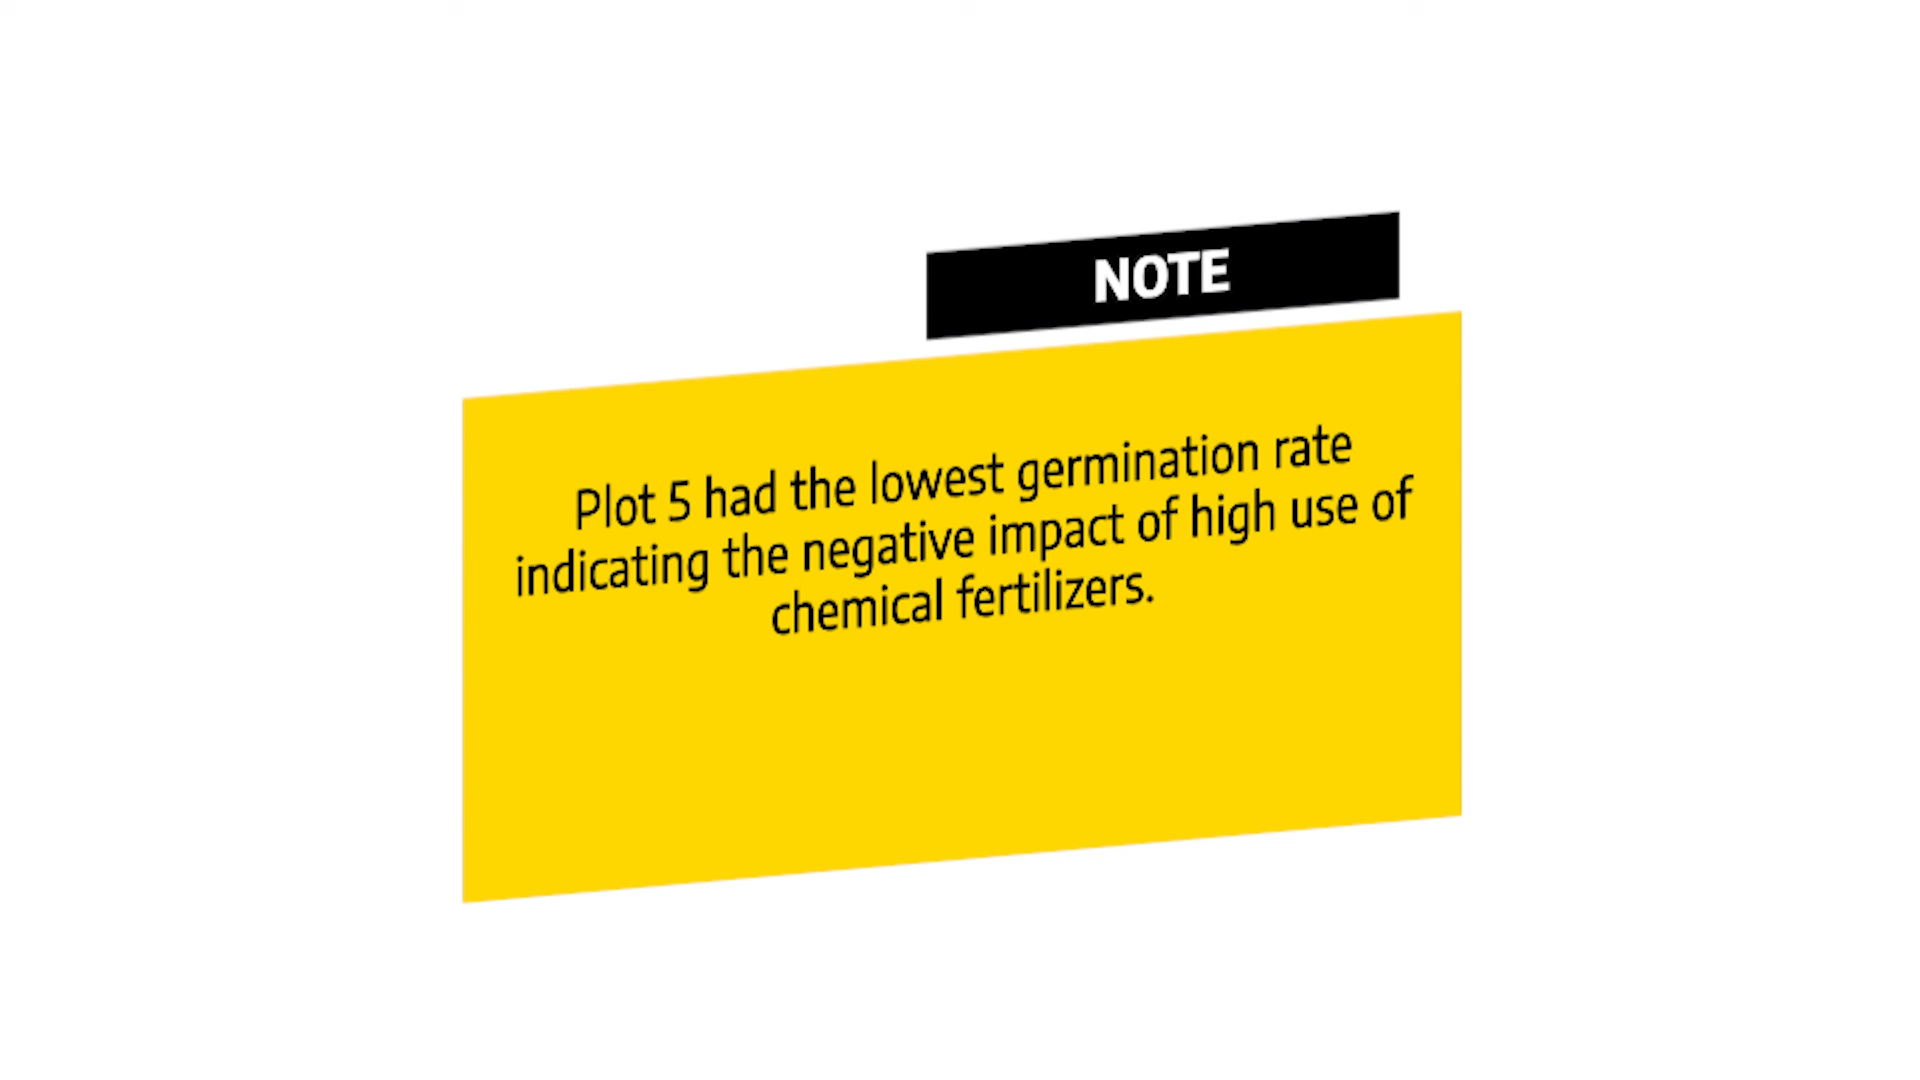 NOTE
Plot 5 had the lowest germination rate
indicating the negative impact of high use of
chemical fertilizers.